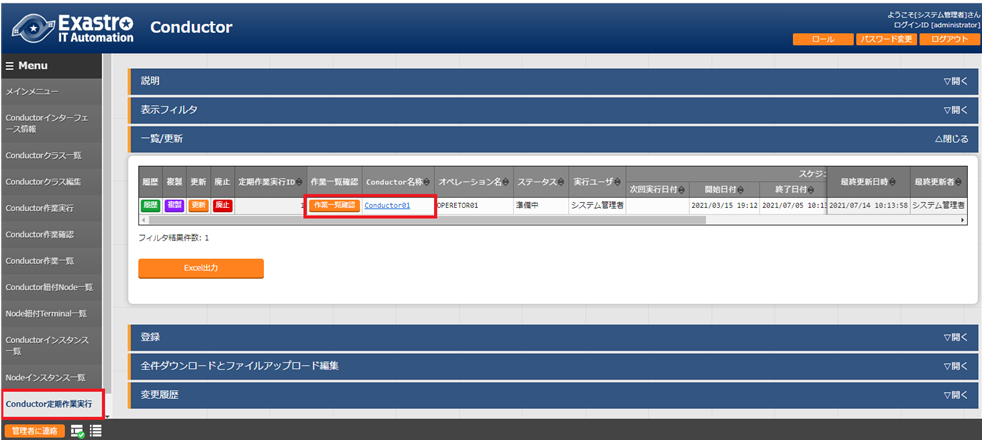 Exastro
IT Automation
Conductor
ようこそ[システム管理者]さん
ログインID [administrator]
ロール
パスワード変更
ログアウト
Menu
メインメニュー
Conductorインターフェ
ース情報
Conductorクラス一覧
Conductorクラス編集
Conductor作業実行
Conductor作業確認
Conductor作業一覧
Conductor紐付Node一覧
Node紐付Terminal一覧
Conductorインスタンス
一覧
Nodeインスタンス一覧
Conductor定期作業実行
管理者に連絡
説明
▽開く
表示フィルタ
▽開く
一覧/更新
△閉じる
スケジ
履歴 複製 更新 廃止 定期作業実行ID 作業一覧確認 Conductor名称 オペレーション名 ステータス 実行ユーザ 次回実行日付 開始日付 終了日付 最終更新日時 最終更新者
履歴 複製 更新 廃止 1 作業一覧確認 Conductor01 OPERETOR01 準備中 システム管理者 2021/03/15 19:12 2021/07/05 10:13 2021/07/14 10:13:58 システム管理者
フィルタ結果件数: 1
Excel出力
登録
▽開く
全件ダウンロードとファイルアップロード編集
▽開く
変更履歴
▽開く